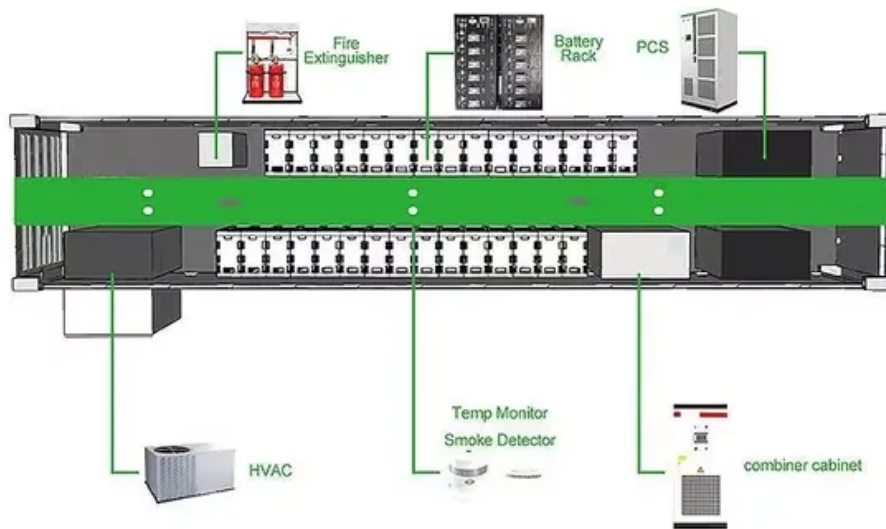 Fire
Extinguisher
Battery
Rack
PCS
HVAC
Temp Monitor
Smoke Detector
combiner cabinet